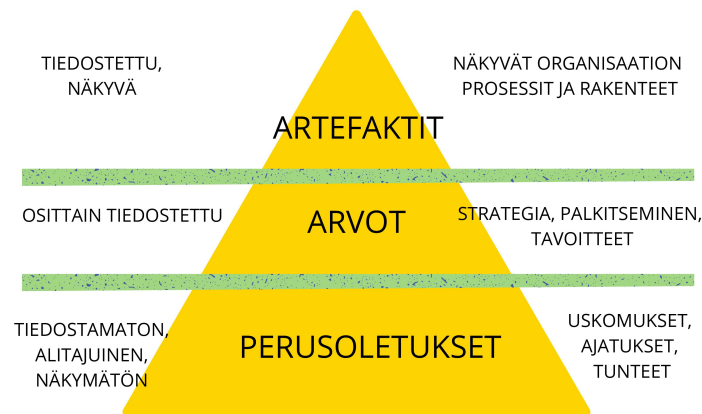 TIEDOSTETTU,
NÄKYVÄ
ARTEFAKTIT
NÄKYVÄT ORGANISAATION
PROSESSIT JA RAKENTEET
OSITTAIN TIEDOSTETTU
ARVOT
STRATEGIA, PALKITSEMINEN,
TAVOITTEET
TIEDOSTAMATON,
ALITAJUINEN,
NÄKYMÄTÖN
PERUSOLETUKSET
USKOMUKSET,
AJATUKSET,
TUNTEET